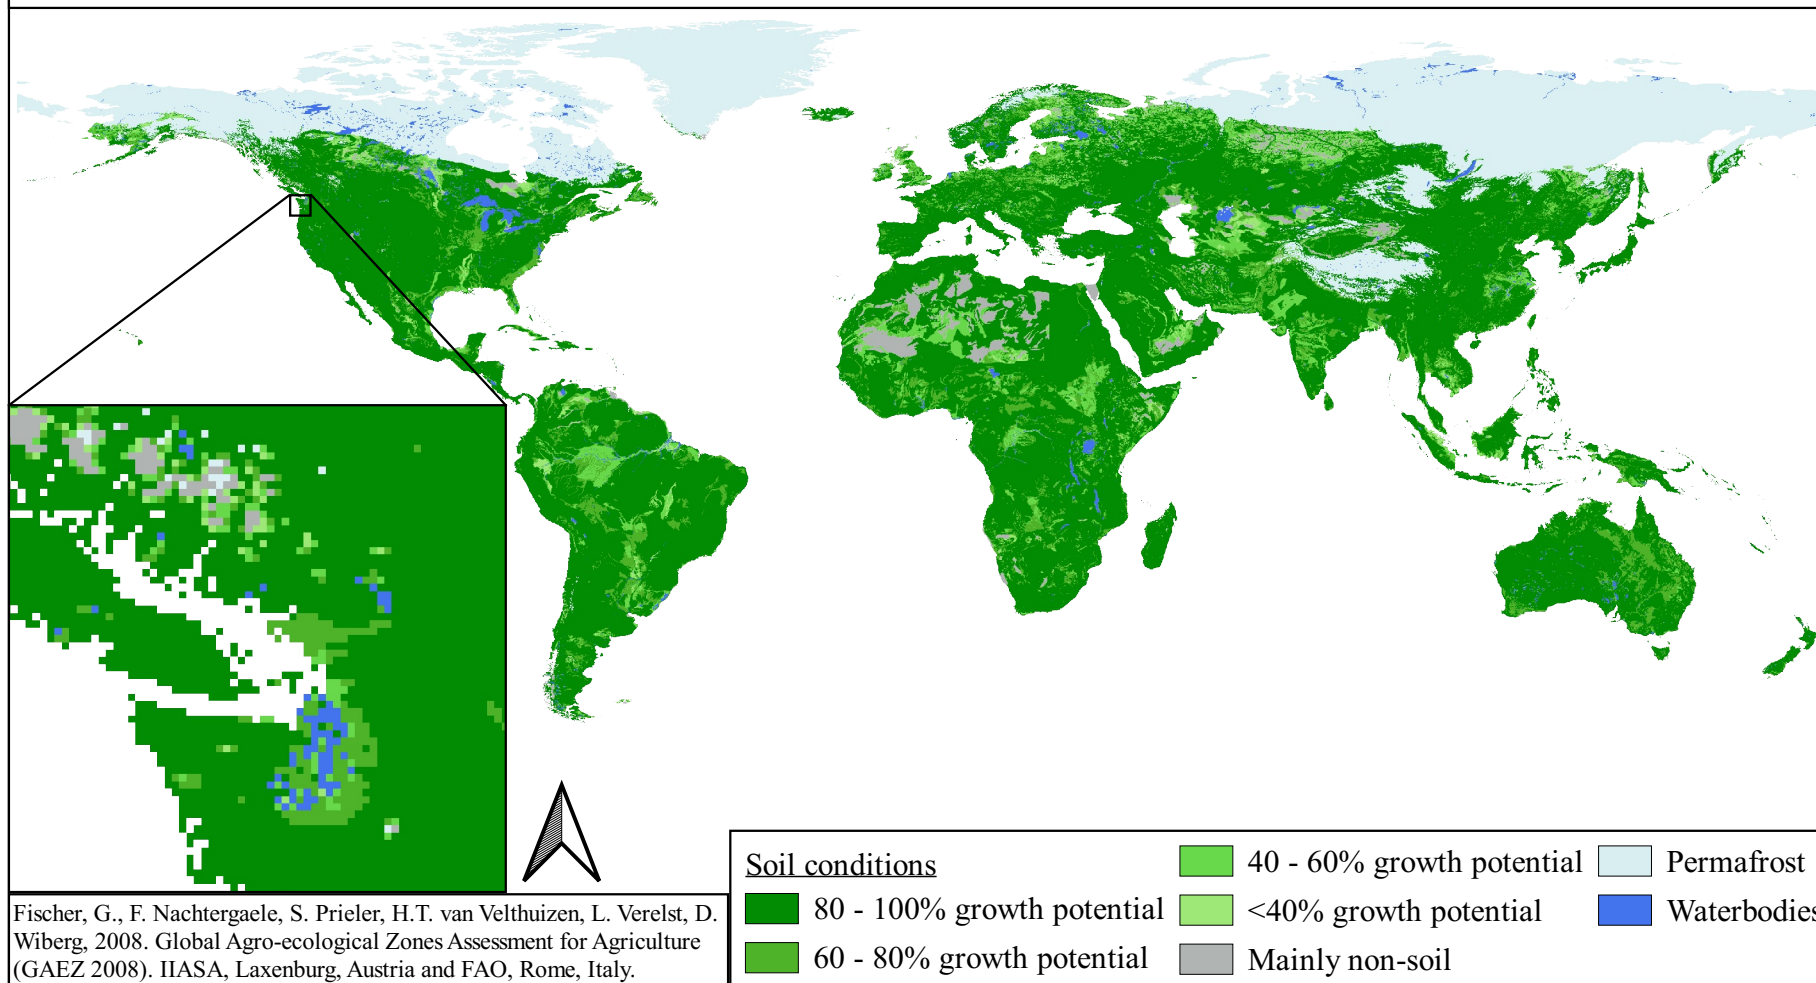 Soil conditions
80 - 100% growth potential
60 - 80% growth potential
40 - 60% growth potential
<40% growth potential
Mainly non-soil
Permafrost
Waterbodies
Fischer, G., F. Nachtergaele, S. Prieler, H.T. van Velthuizen, L. Verelst, D.
Wiberg, 2008. Global Agro-ecological Zones Assessment for Agriculture
(GAEZ 2008). IIASA, Laxenburg, Austria and FAO, Rome, Italy.